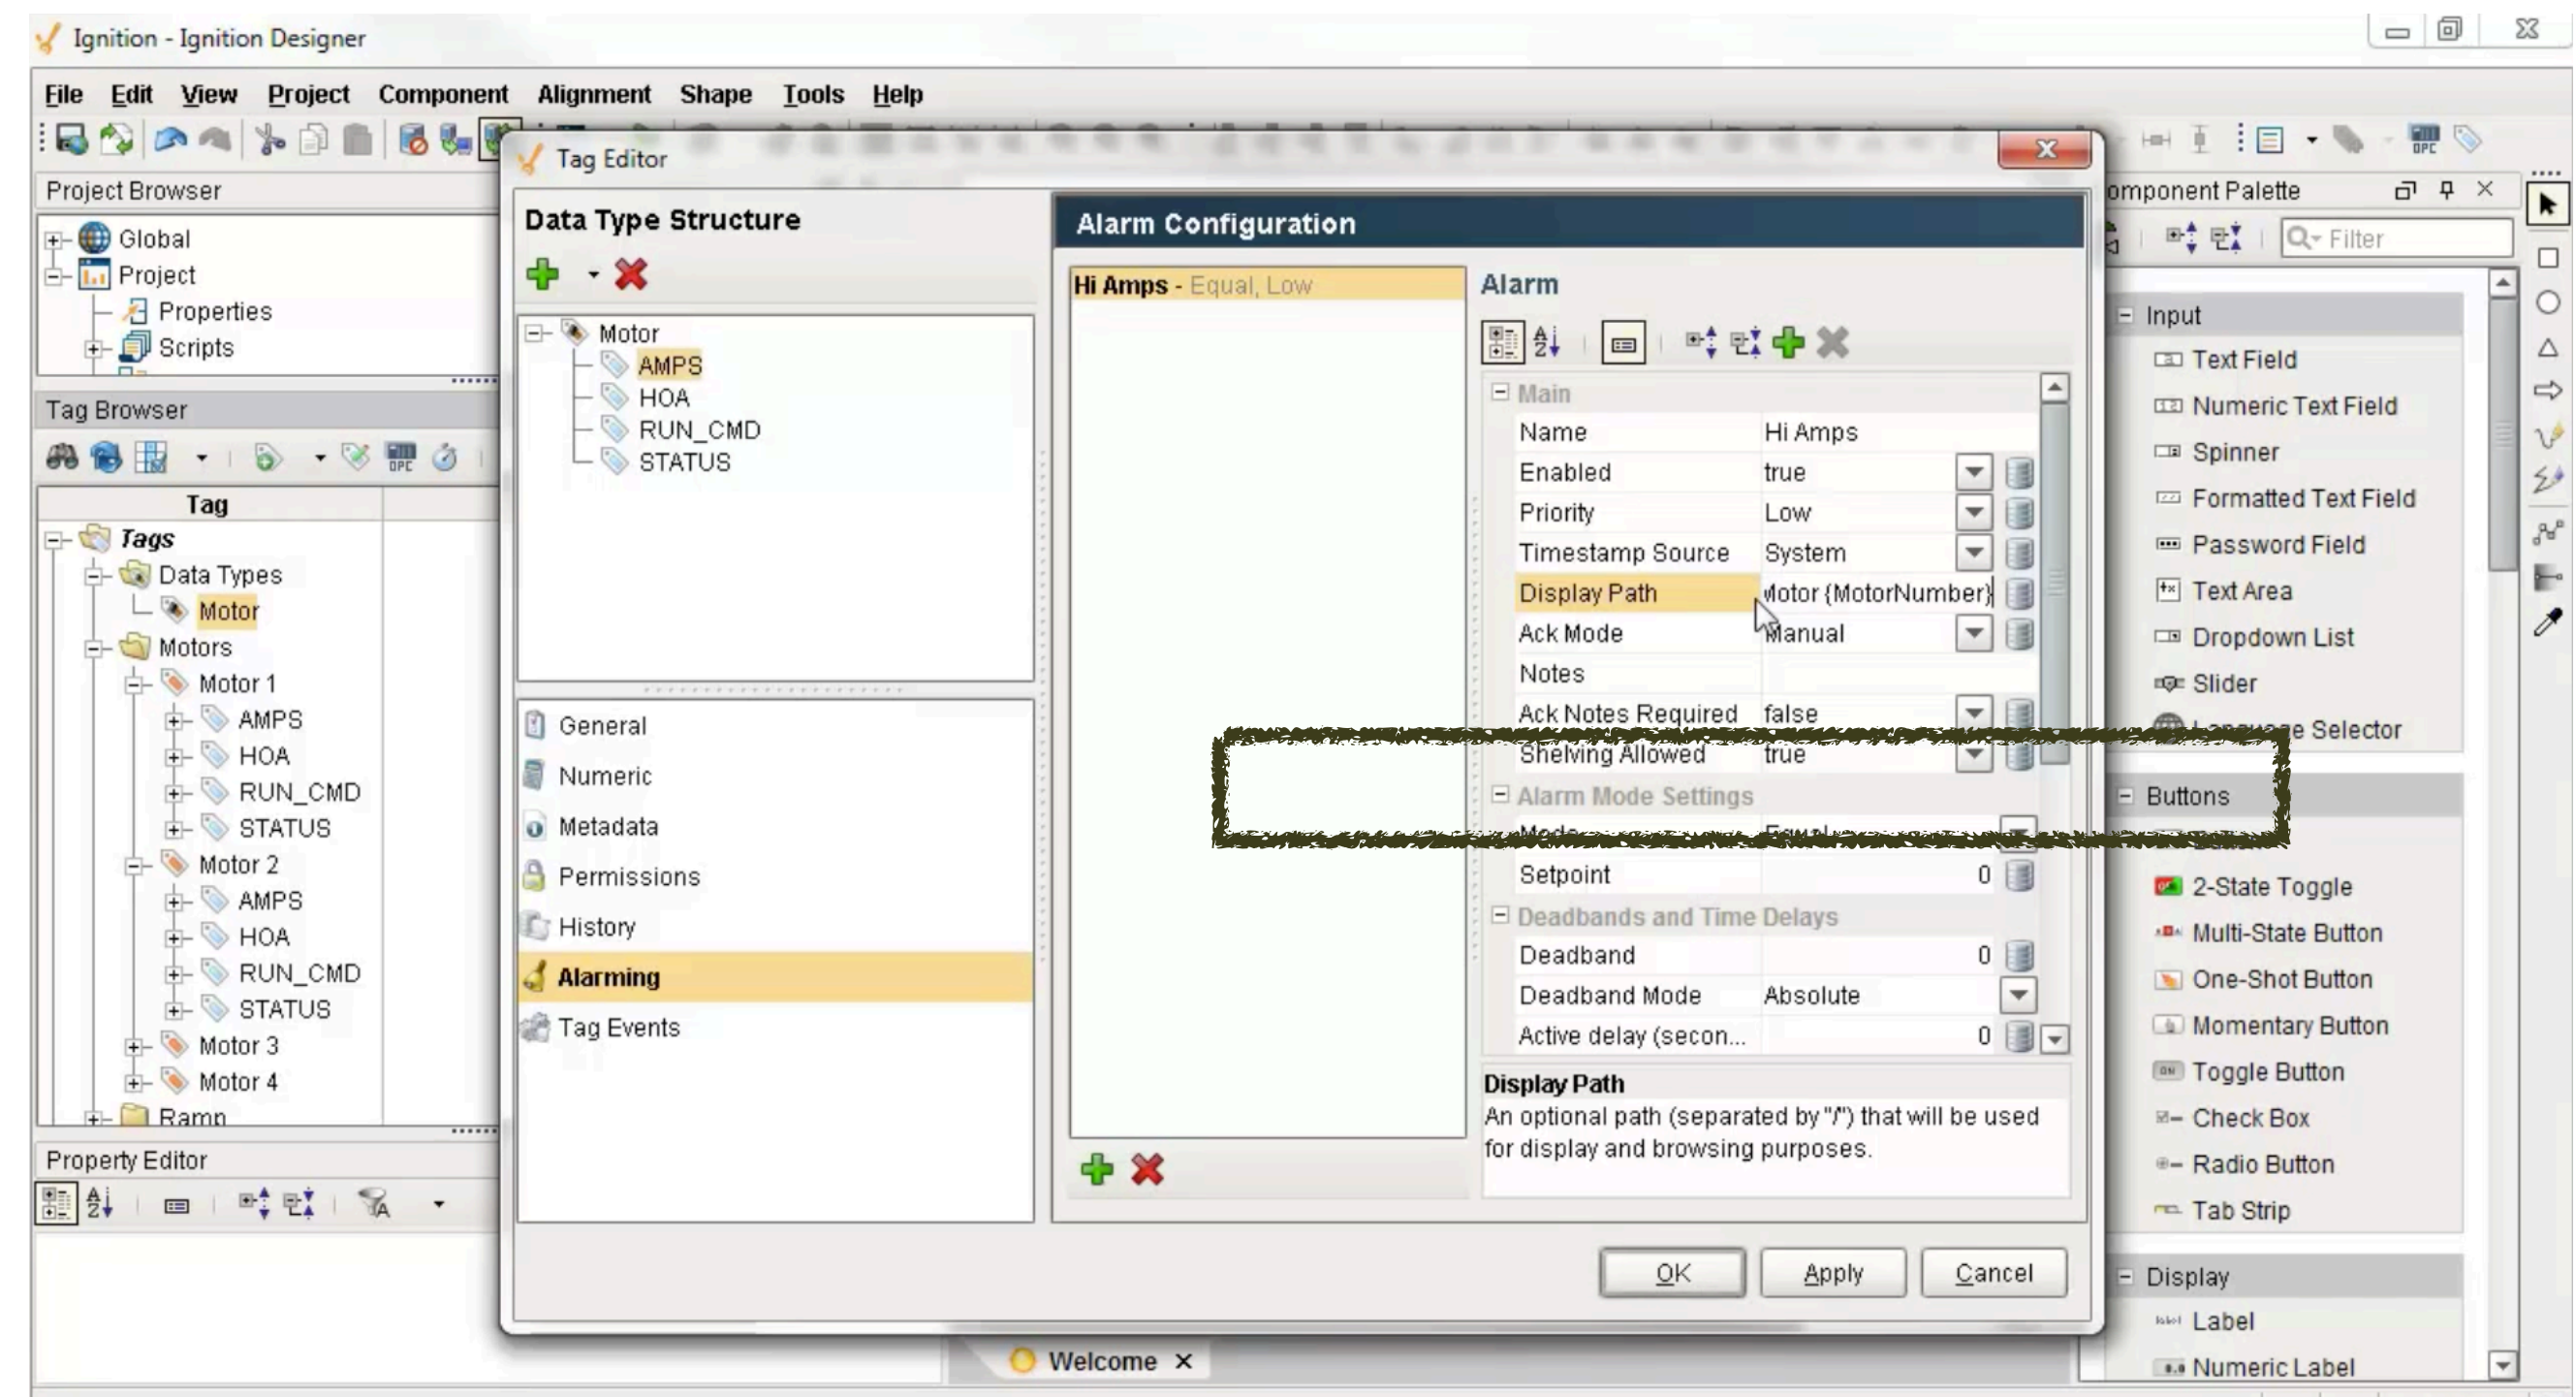 Ignition - Ignition Designer
File Edit View Project Component Alignment Shape Tools Help
Project Browser
Global
Project
Properties
Scripts
Tag Browser
Tag
Tags
Data Types
Motor
Motors
Motor 1
AMPS
HOA
RUN_CMD
STATUS
Motor 2
AMPS
HOA
RUN_CMD
STATUS
Motor 3
Motor 4
Ramp
Property Editor
Tag Editor
Data Type Structure
Motor
AMPS
HOA
RUN_CMD
STATUS
General
Numeric
Metadata
Permissions
History
Alarming
Tag Events
Alarm Configuration
Hi Amps - Equal, Low
Alarm
Main
Name Hi Amps
Enabled true
Priority Low
Timestamp Source System
Display Path Motor {MotorNumber}
Ack Mode Manual
Notes
Ack Notes Required false
Shelving Allowed true
Alarm Mode Settings
Mode Equal
Setpoint 0
Deadbands and Time Delays
Deadband 0
Deadband Mode Absolute
Active delay (secon... 0
Display Path
An optional path (separated by "/") that will be used
for display and browsing purposes.
OK Apply Cancel
Welcome
omponent Palette
Filter
Input
Text Field
Numeric Text Field
Spinner
Formatted Text Field
Password Field
Text Area
Dropdown List
Slider
Language Selector
Buttons
2-State Toggle
Multi-State Button
One-Shot Button
Momentary Button
Toggle Button
Check Box
Radio Button
Tab Strip
Display
Label
Numeric Label